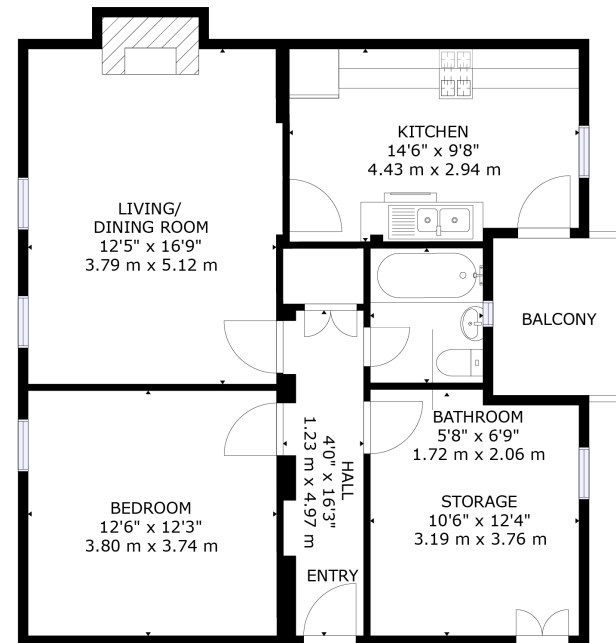 KITCHEN
14'6" x 9'8"
4.43 m x 2.94 m
LIVING/
DINING ROOM
12'5" x 16'9"
3.79 m x 5.12 m
BALCONY
BATHROOM
5'8" x 6'9"
1.72 m x 2.06 m
HALL
4'0" x 16'3"
1.23 m x 4.97 m
BEDROOM
12'6" x 12'3"
3.80 m x 3.74 m
STORAGE
10'6" x 12'4"
3.19 m x 3.76 m
ENTRY